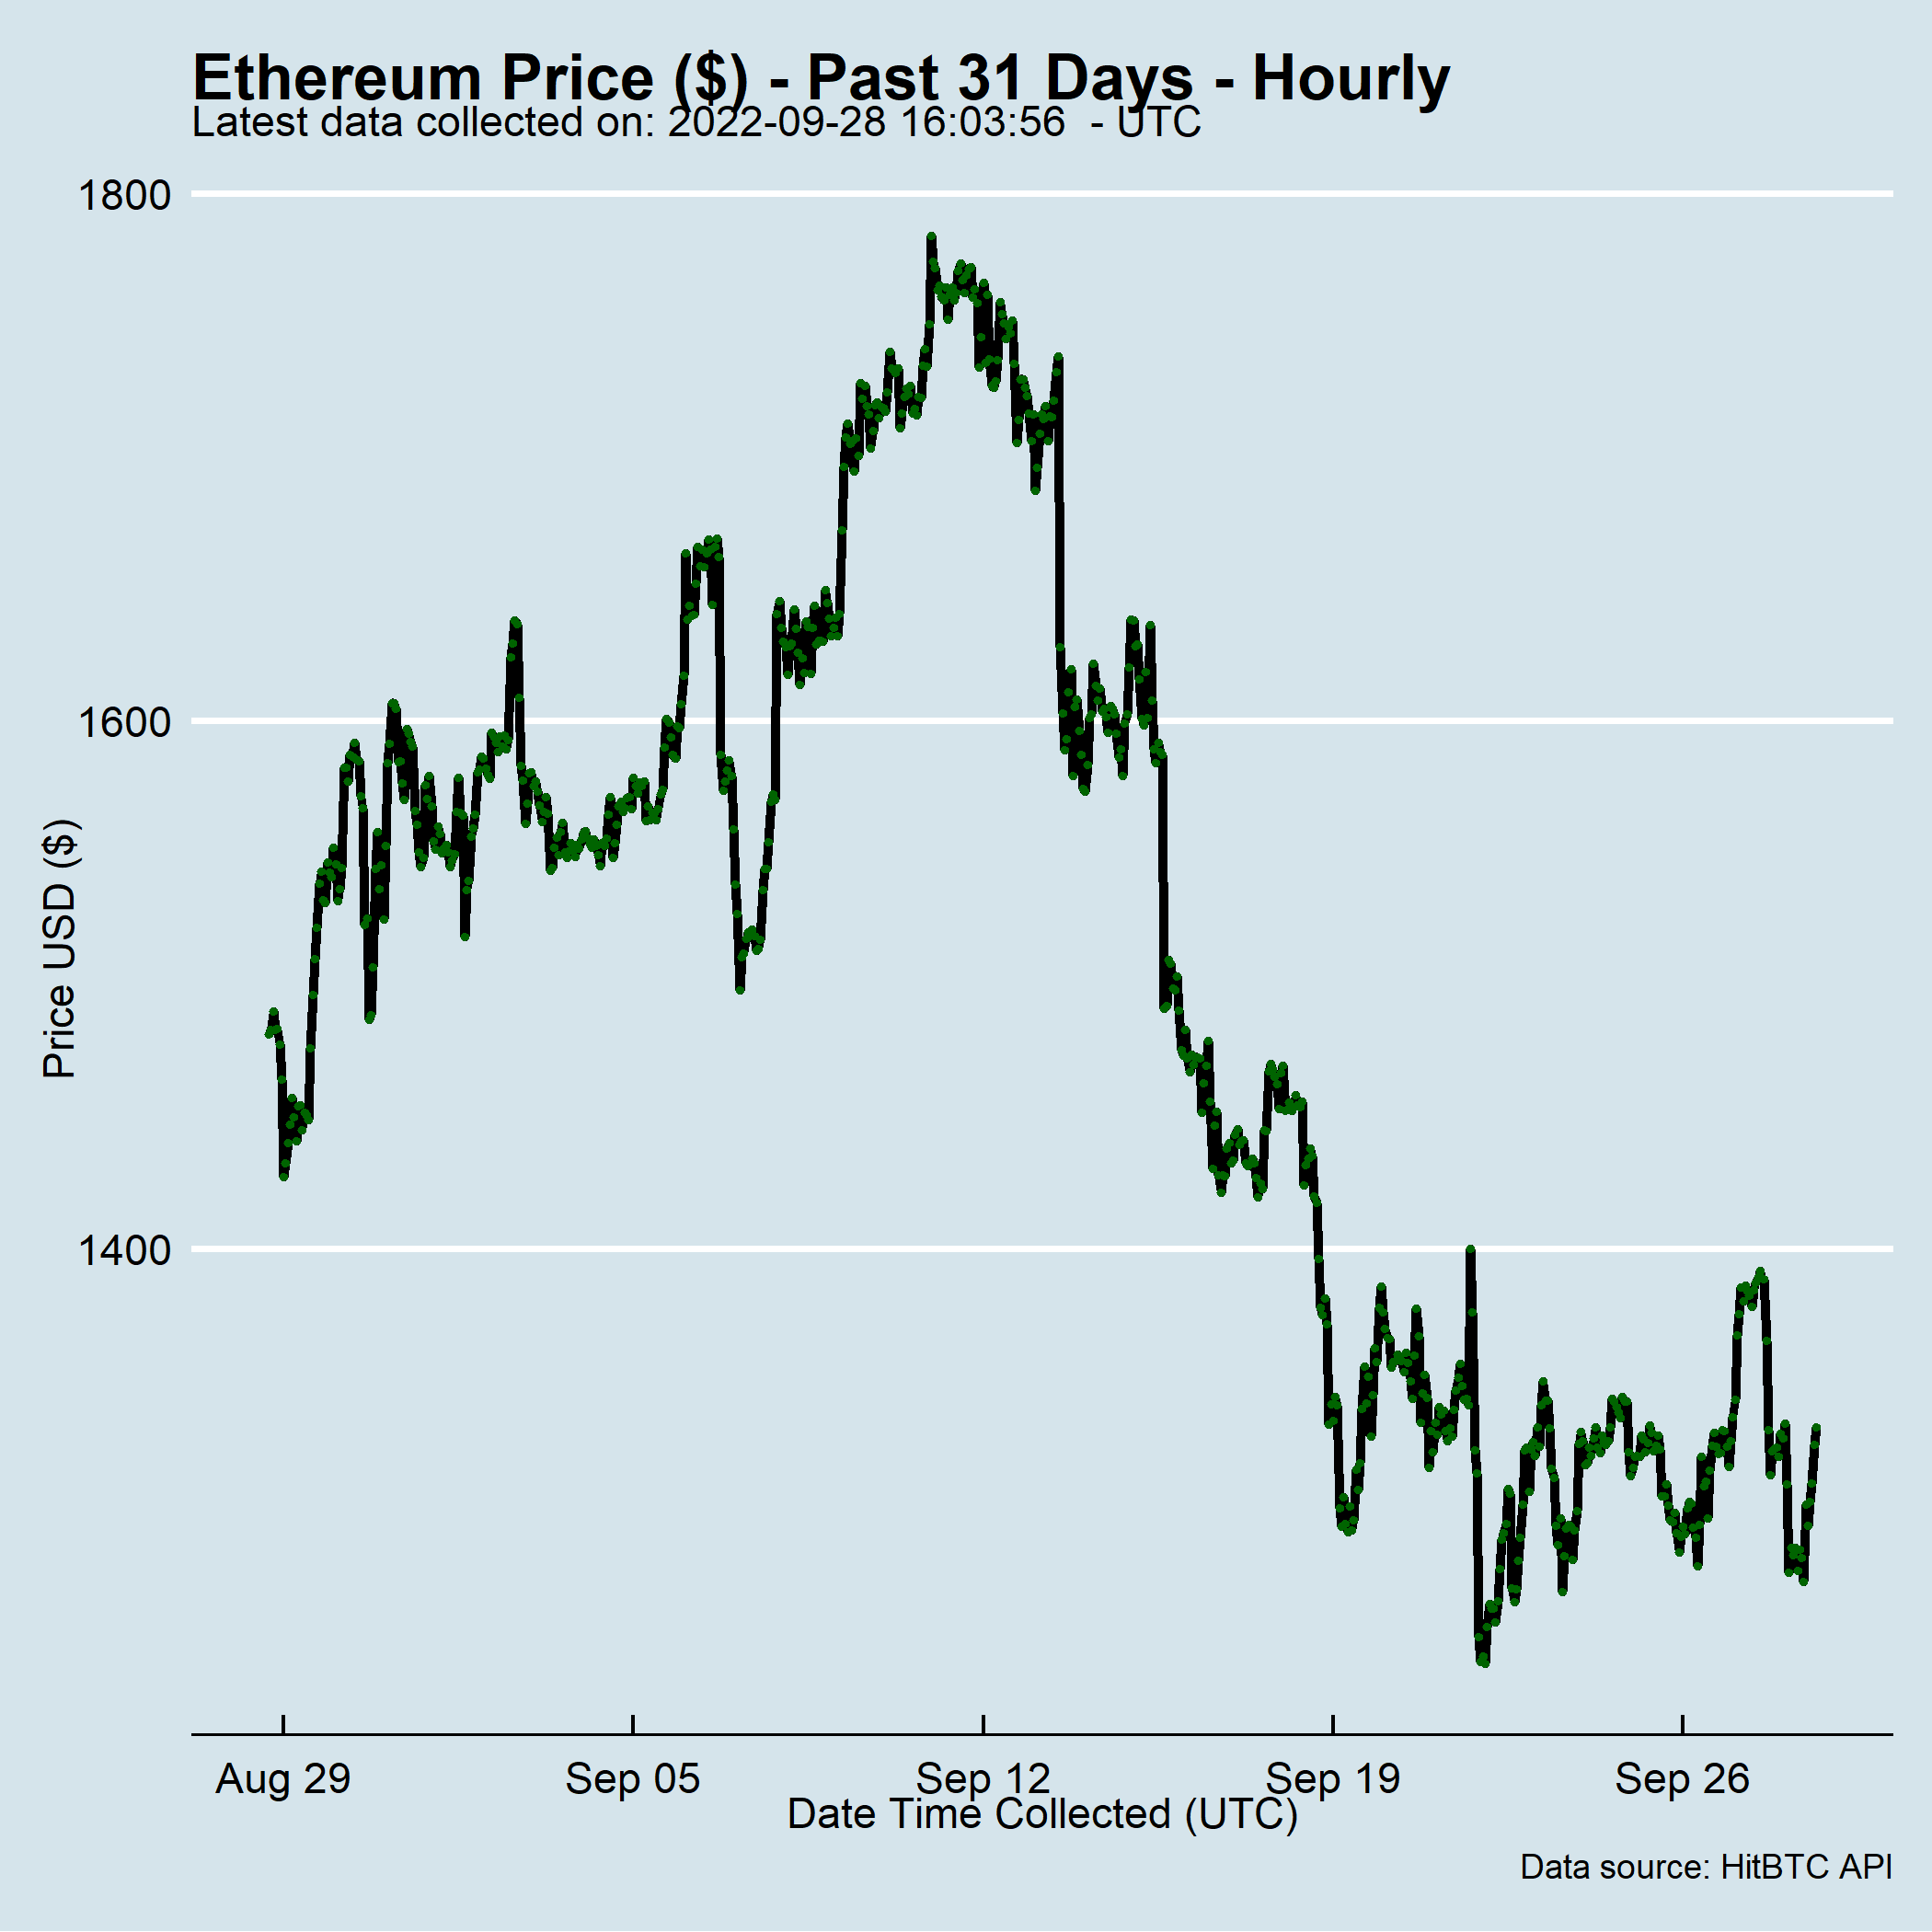 Ethereum Price ($) - Past 31 Days - Hourly
Latest data collected on: 2022-09-28 16:03:56  - UTC
1800
1600
1400
Price USD ($)
Aug 29
Sep 05
Sep 12
Sep 19
Sep 26
Date Time Collected (UTC)
Data source: HitBTC API